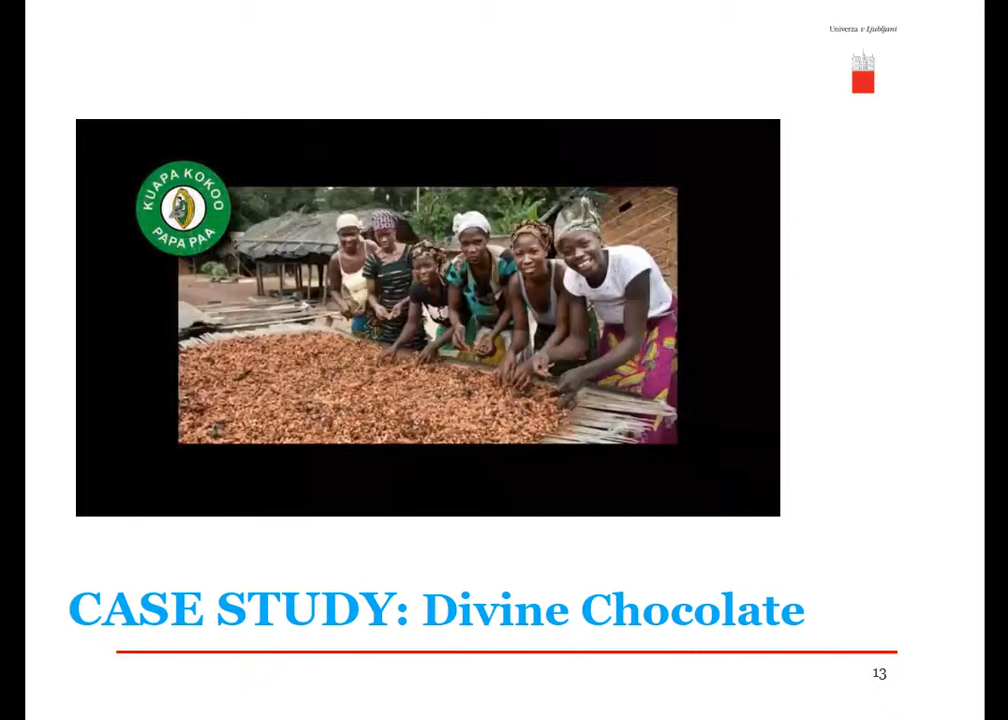 Univerza v Ljubljani
KUAPA KOKOO
PAPA PAA
CASE STUDY: Divine Chocolate
13